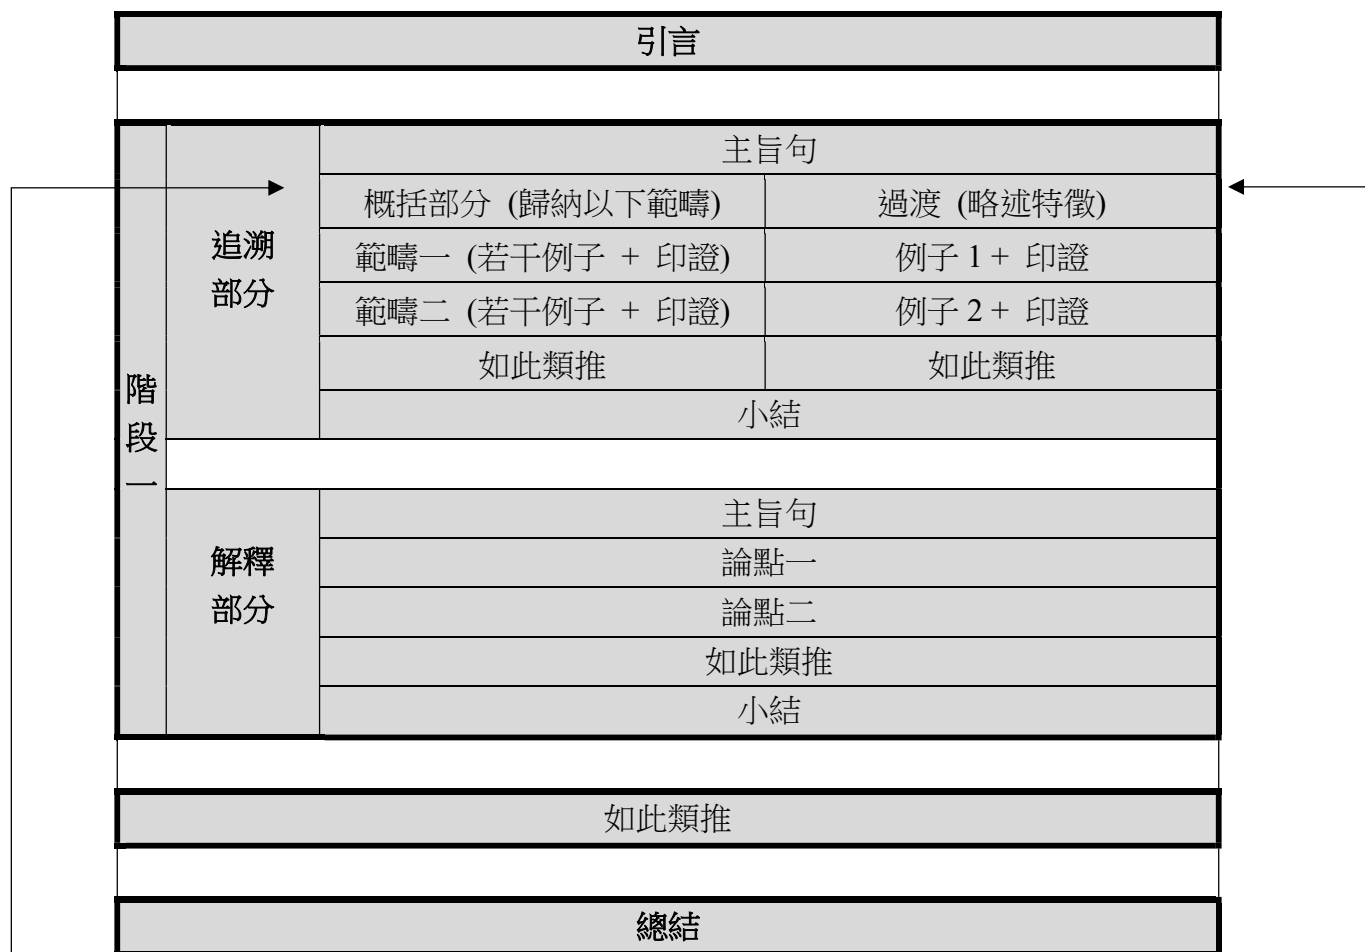 引言
主旨句
概括部分 (歸納以下範疇) 過渡 (略述特徵)
追溯
部分
範疇一 (若干例子 + 印證) 例子 1 + 印證
範疇二 (若干例子 + 印證) 例子 2 + 印證
如此類推 如此類推
小結
階
段
一
解釋
部分
主旨句
論點一
論點二
如此類推
小結
如此類推
總結